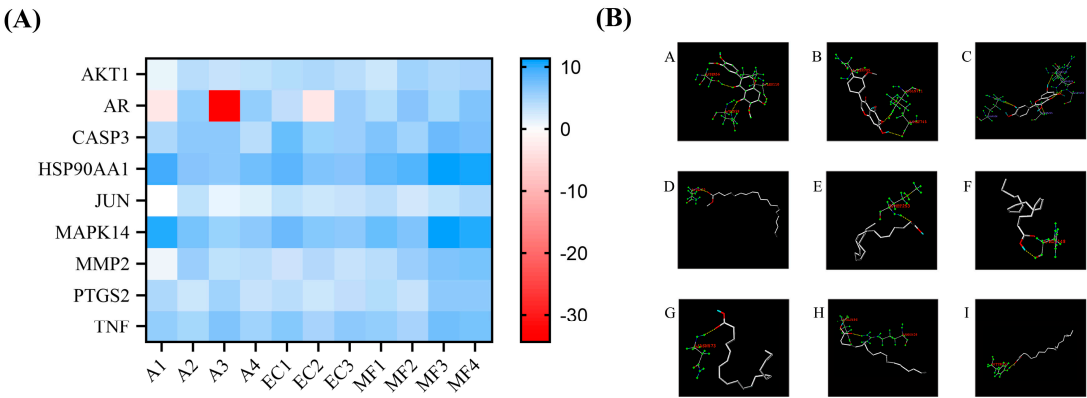 (A)
AKT1
AR
CASP3
HSP90AA1
JUN
MAPK14
MMP2
PTGS2
TNF
A1
A2
A3
A4
EC1
EC2
EC3
MF1
MF2
MF3
MF4
10
0
-10
-20
-30
(B)
A
B
C
D
E
F
G
H
I